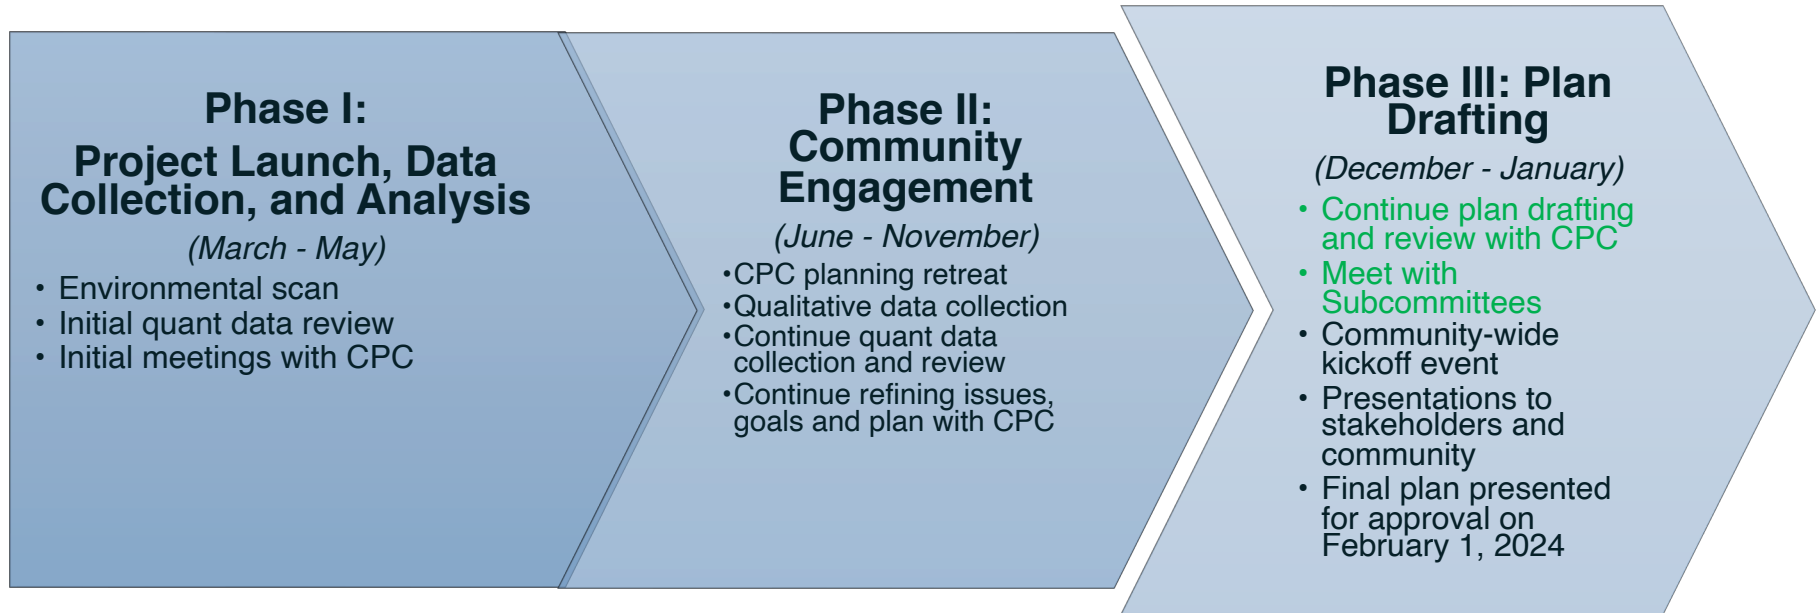 Phase I:
Project Launch, Data
Collection, and Analysis
(March - May)
• Environmental scan
• Initial quant data review
• Initial meetings with CPC
Phase II:
Community
Engagement
(June - November)
•CPC planning retreat
•Qualitative data collection
•Continue quant data
collection and review
•Continue refining issues,
goals and plan with CPC
Phase III: Plan
Drafting
(December - January)
• Continue plan drafting
and review with CPC
• Meet with
Subcommittees
• Community-wide
kickoff event
• Presentations to
stakeholders and
community
• Final plan presented
for approval on
February 1, 2024